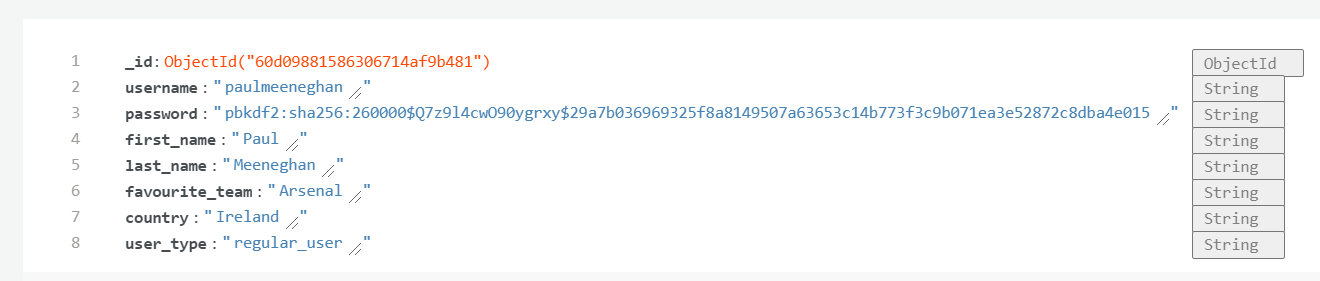 1 _id: ObjectId("60d09881586306714af9b481") ObjectId
2 username : "paulmeeneghan" String
3 password : "pbkdf2:sha256:260000$Q7z9l4cwO90ygrxy$29a7b036969325f8a8149507a63653c14b773f3c9b071ea3e52872c8dba4e015" String
4 first_name : "Paul" String
5 last_name : "Meeneghan" String
6 favourite_team : "Arsenal" String
7 country : "Ireland" String
8 user_type : "regular_user" String